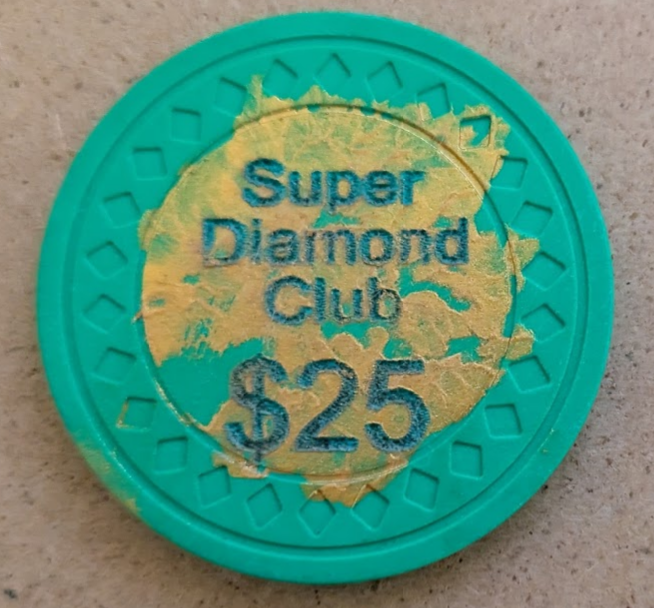 Super
Diamond
Club
$25